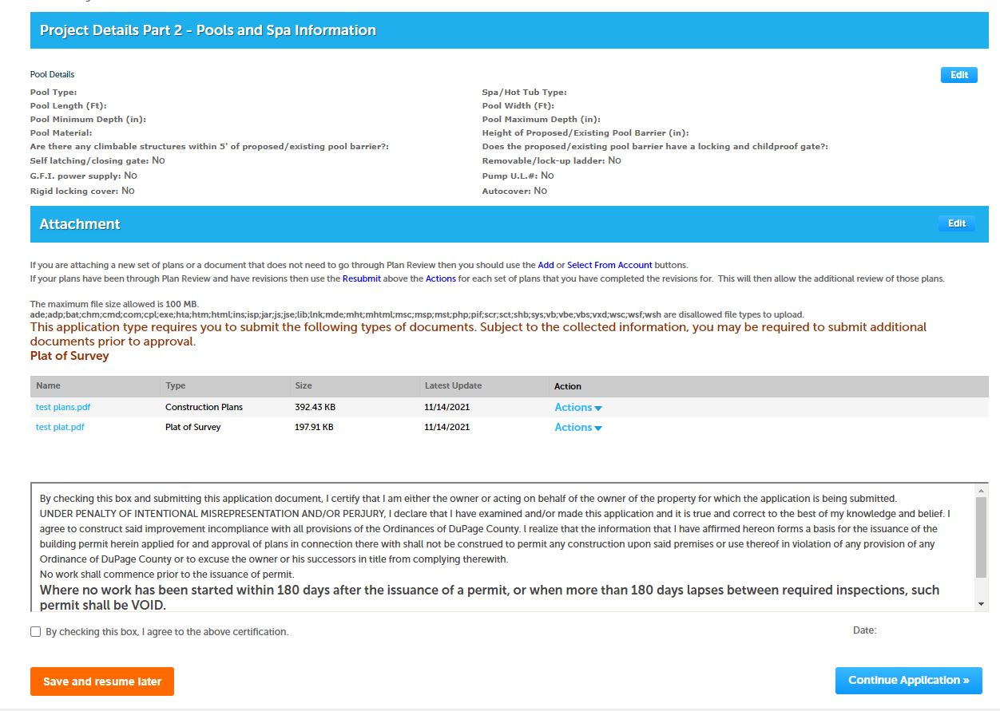 Project Details Part 2 - Pools and Spa Information
Pool Details
Edit
Pool Type:
Spa/Hot Tub Type:
Pool Length (Ft):
Pool Width (Ft):
Pool Minimum Depth (in):
Pool Maximum Depth (in):
Pool Material:
Height of Proposed/Existing Pool Barrier (in):
Are there any climbable structures within 5' of proposed/existing pool barrier?:
Does the proposed/existing pool barrier have a locking and childproof gate?:
Self latching/closing gate: No
Removable/lock-up ladder: No
G.F.I. power supply: No
Pump U.L.#: No
Rigid locking cover: No
Autocover: No
Attachment
Edit
If you are attaching a new set of plans or a document that does not need to go through Plan Review then you should use the Add or Select From Account buttons.
If your plans have been through Plan Review and have revisions then use the Resubmit above the Actions for each set of plans that you have completed the revisions for. This will then allow the additional review of those plans.
The maximum file size allowed is 100 MB.
ade;adp;bat;chm;cmd;com;cpl;exe;hta;htm;html;ins;isp;jar;js;jse;lib;lnk;mde;mht;mhtml;msc;msp;mst;php;pif;scr;sct;shb;sys;vb;vbe;vbs;vxd;wsc;wsf;wsh are disallowed file types to upload.
This application type requires you to submit the following types of documents. Subject to the collected information, you may be required to submit additional
documents prior to approval.
Plat of Survey
Name Type Size Latest Update Action
test plans.pdf Construction Plans 392.43 KB 11/14/2021 Actions
test plat.pdf Plat of Survey 197.91 KB 11/14/2021 Actions
By checking this box and submitting this application document, I certify that I am either the owner or acting on behalf of the owner of the property for which the application is being submitted.
UNDER PENALTY OF INTENTIONAL MISREPRESENTATION AND/OR PERJURY, I declare that I have examined and/or made this application and it is true and correct to the best of my knowledge and belief. I
agree to construct said improvement incompliance with all provisions of the Ordinances of DuPage County. I realize that the information that I have affirmed hereon forms a basis for the issuance of the
building permit herein applied for and approval of plans in connection there with shall not be construed to permit any construction upon said premises or use thereof in violation of any provision of any
Ordinance of DuPage County or to excuse the owner or his successors in title from complying therewith.
No work shall commence prior to the issuance of permit.
Where no work has been started within 180 days after the issuance of a permit, or when more than 180 days lapses between required inspections, such
permit shall be VOID.
By checking this box, I agree to the above certification.
Date:
Save and resume later
Continue Application »